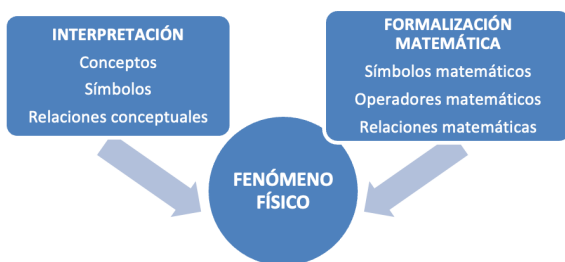 INTERPRETACIÓN
Conceptos
Símbolos
Relaciones conceptuales
FORMALIZACIÓN
MATEMÁTICA
Símbolos matemáticos
Operadores matemáticos
Relaciones matemáticas
FENÓMENO
FÍSICO